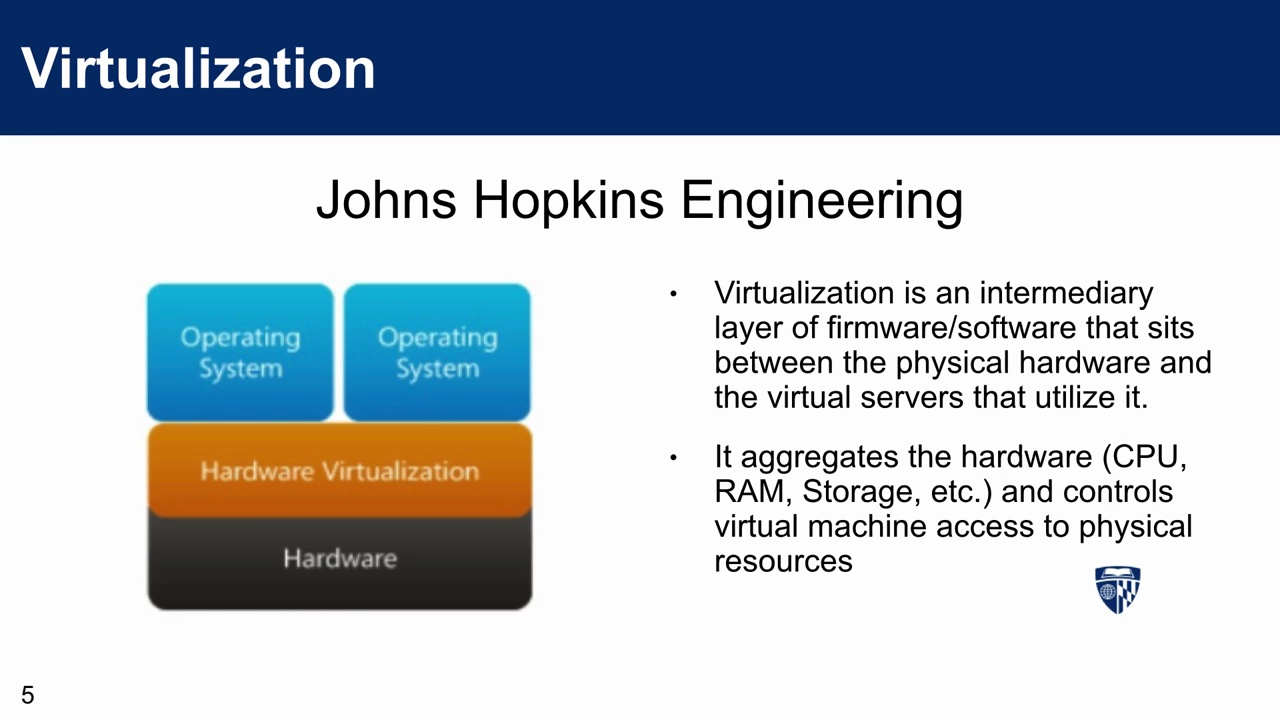 Virtualization
Johns Hopkins Engineering
Operating
System
Operating
System
Hardware Virtualization
Hardware
• Virtualization is an intermediary
layer of firmware/software that sits
between the physical hardware and
the virtual servers that utilize it.
• It aggregates the hardware (CPU,
RAM, Storage, etc.) and controls
virtual machine access to physical
resources
5